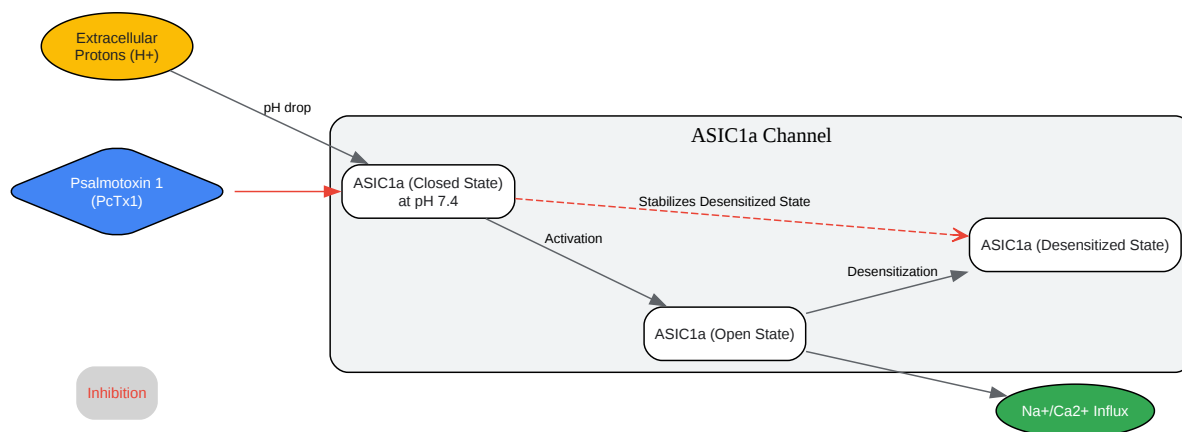 Extracellular
Protons (H+)
pH drop
ASIC1a Channel
Psalmotoxin 1
(PcTx1)
ASIC1a (Closed State)
at pH 7.4
Stabilizes Desensitized State
Activation
ASIC1a (Desensitized State)
Desensitization
ASIC1a (Open State)
Inhibition
Na+/Ca2+ Influx